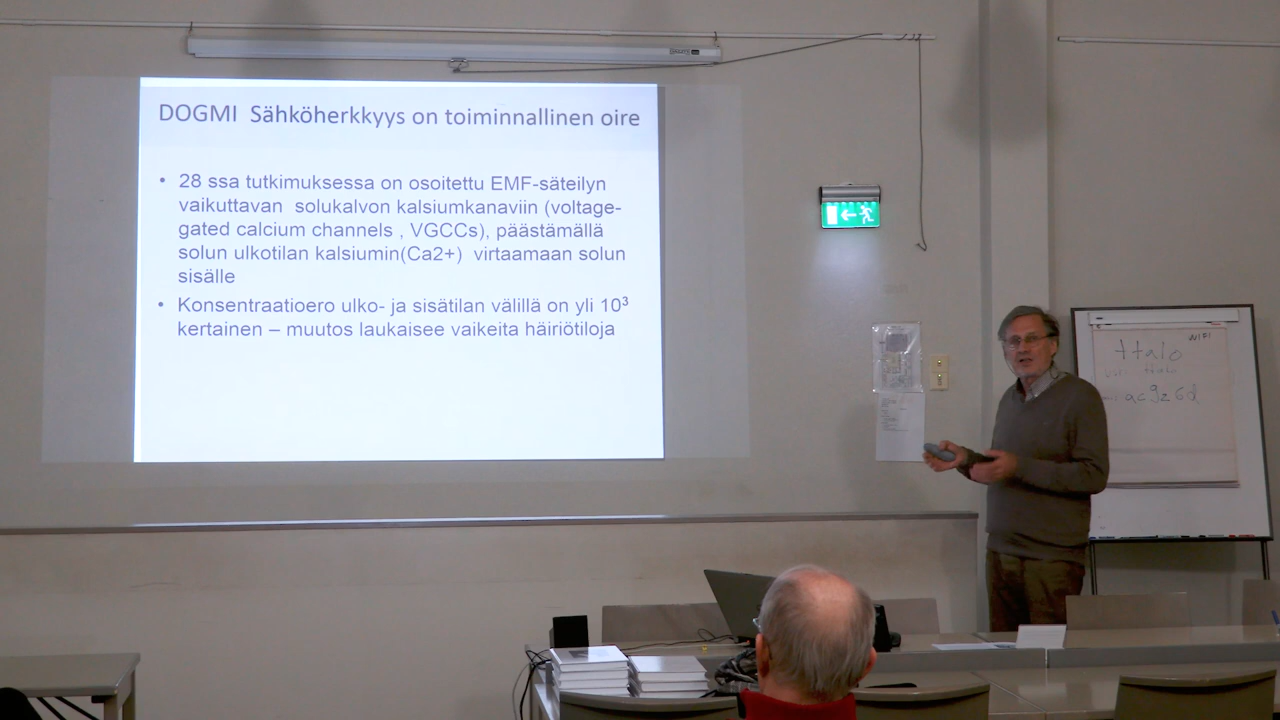 DOGMI Sähköherkkyys on toiminnallinen oire
• 28 ssa tutkimuksessa on osoitettu EMF-säteilyn
vaikuttavan solukalvon kalsiumkanaviin (voltage-
gated calcium channels , VGCCs), päästämällä
solun ulkotilan kalsiumin(Ca2+) virtaamaan solun
sisälle
• Konsentraatioero ulko- ja sisätilan välillä on yli 10³
kertainen – muutos laukaisee vaikeita häiriötiloja
WIFI
ttalo